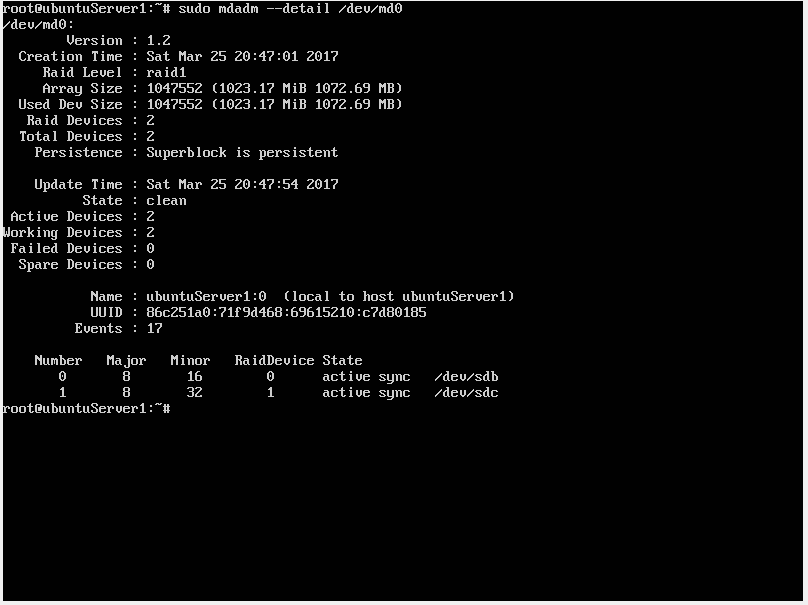 root@ubuntuServer1:~# sudo mdadm --detail /dev/md0
/dev/md0:
        Version : 1.2
  Creation Time : Sat Mar 25 20:47:01 2017
     Raid Level : raid1
     Array Size : 1047552 (1023.17 MiB 1072.69 MB)
  Used Dev Size : 1047552 (1023.17 MiB 1072.69 MB)
   Raid Devices : 2
  Total Devices : 2
    Persistence : Superblock is persistent

    Update Time : Sat Mar 25 20:47:54 2017
          State : clean
 Active Devices : 2
Working Devices : 2
 Failed Devices : 0
  Spare Devices : 0

           Name : ubuntuServer1:0  (local to host ubuntuServer1)
           UUID : 86c251a0:71f9d468:69615210:c7d80185
         Events : 17

    Number   Major   Minor   RaidDevice State
       0       8       16        0      active sync   /dev/sdb
       1       8       32        1      active sync   /dev/sdc
root@ubuntuServer1:~#